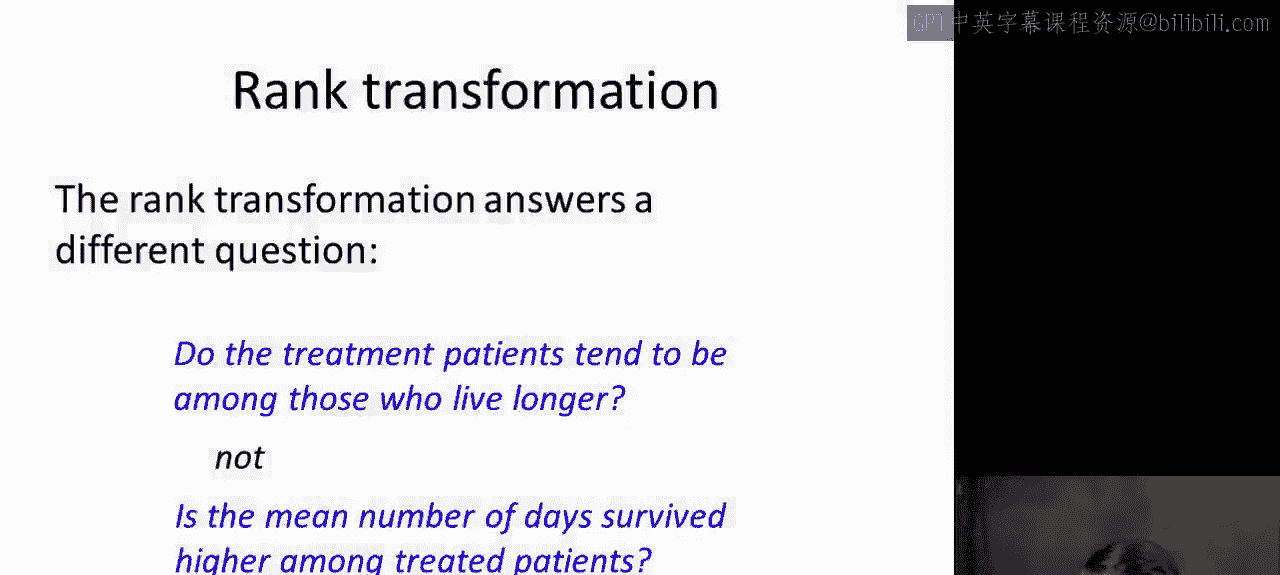 GPT中英字幕课程资源@bilibili.com
Rank transformation
The rank transformation answers a
different question:
Do the treatment patients tend to be
among those who live longer?
not
Is the mean number of days survived
higher among treated patients?